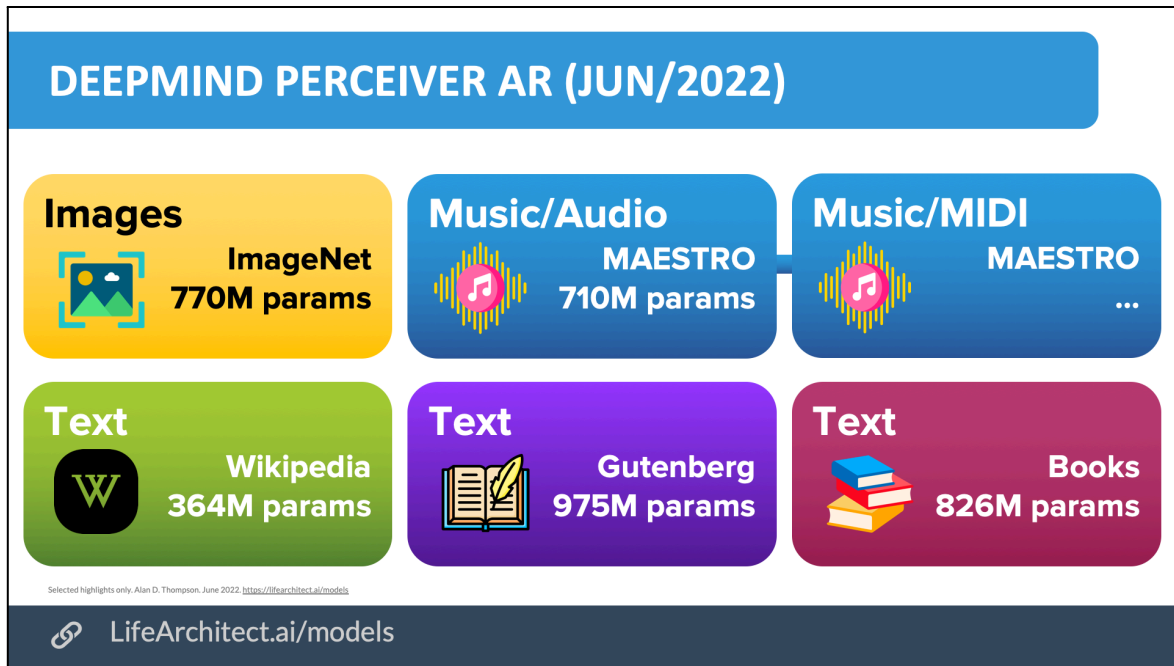 DEEPMIND PERCEIVER AR (JUN/2022)
Images
ImageNet
770M params
Music/Audio
MAESTRO
710M params
Music/MIDI
MAESTRO
...
Text
W
Wikipedia
364M params
Text
Gutenberg
975M params
Text
Books
826M params
Selected highlights only. Alan D. Thompson. June 2022. https://lifearchitect.ai/models
LifeArchitect.ai/models